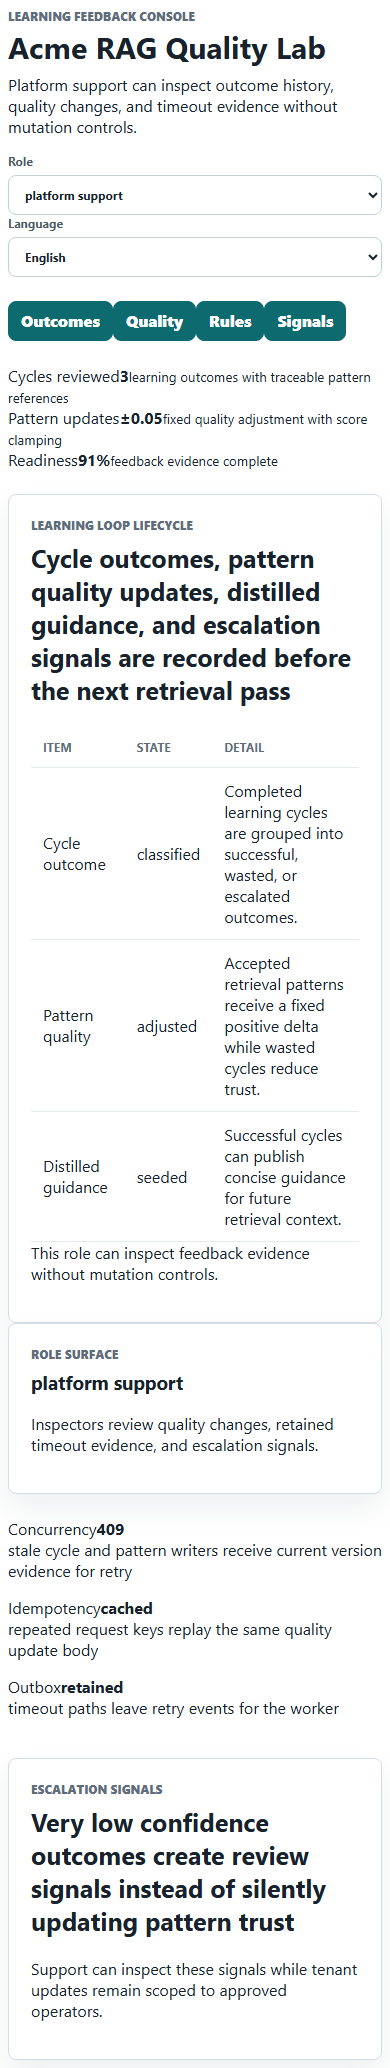 LEARNING FEEDBACK CONSOLE
Acme RAG Quality Lab
Platform support can inspect outcome history,
quality changes, and timeout evidence without
mutation controls.
Role
platform support
Language
English
Outcomes Quality Rules Signals
Cycles reviewed3learning outcomes with traceable pattern
references
Pattern updates±0.05fixed quality adjustment with score
clamping
Readiness91%feedback evidence complete
LEARNING LOOP LIFECYCLE
Cycle outcomes, pattern
quality updates, distilled
guidance, and escalation
signals are recorded before
the next retrieval pass
ITEM STATE DETAIL
Cycle
outcome
classified
Completed
learning cycles
are grouped into
successful,
wasted, or
escalated
outcomes.
Pattern
quality
adjusted
Accepted
retrieval patterns
receive a fixed
positive delta
while wasted
cycles reduce
trust.
Distilled
guidance
seeded
Successful cycles
can publish
concise guidance
for future
retrieval context.
This role can inspect feedback evidence
without mutation controls.
ROLE SURFACE
platform support
Inspectors review quality changes, retained
timeout evidence, and escalation signals.
Concurrency409
stale cycle and pattern writers receive current version
evidence for retry
Idempotencycached
repeated request keys replay the same quality
update body
Outboxretained
timeout paths leave retry events for the worker
ESCALATION SIGNALS
Very low confidence
outcomes create review
signals instead of silently
updating pattern trust
Support can inspect these signals while tenant
updates remain scoped to approved
operators.